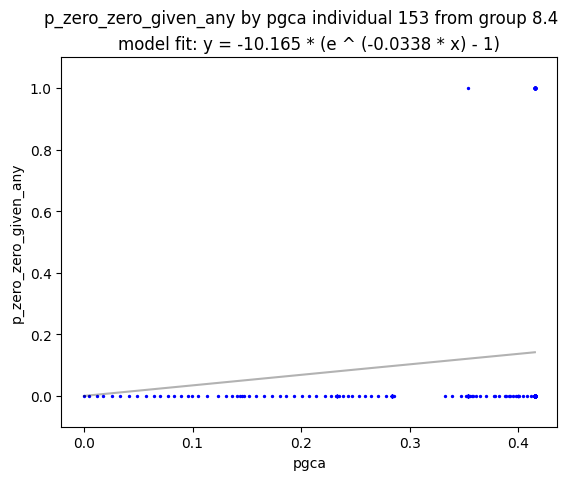 p_zero_zero_given_any by pgca individual 153 from group 8.4
model fit: y = -10.165 * (e ^ (-0.0338 * x) - 1)
1.0
0.8
0.6
0.4
0.2
0.0
p_zero_zero_given_any
0.0 0.1 0.2 0.3 0.4
pgca